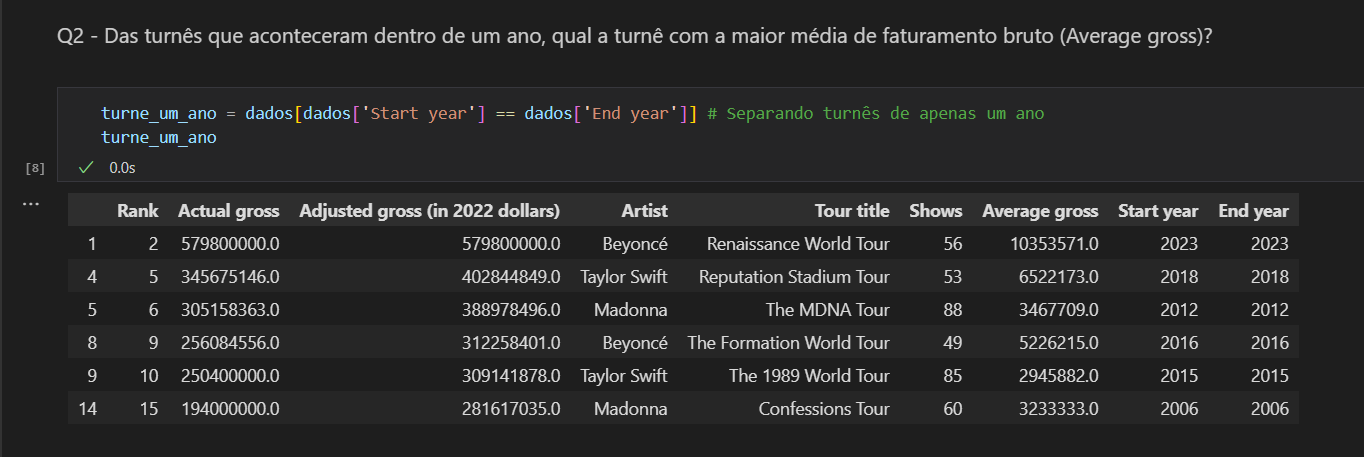 Q2 - Das turnês que aconteceram dentro de um ano, qual a turnê com a maior média de faturamento bruto (Average gross)?
turne_um_ano = dados[dados['Start year'] == dados['End year']] # Separando turnês de apenas um ano
turne_um_ano
[8] ✓ 0.0s
...
Rank Actual gross Adjusted gross (in 2022 dollars) Artist Tour title Shows Average gross Start year End year
1 2 579800000.0 579800000.0 Beyoncé Renaissance World Tour 56 10353571.0 2023 2023
4 5 345675146.0 402844849.0 Taylor Swift Reputation Stadium Tour 53 6522173.0 2018 2018
5 6 305158363.0 388978496.0 Madonna The MDNA Tour 88 3467709.0 2012 2012
8 9 256084556.0 312258401.0 Beyoncé The Formation World Tour 49 5226215.0 2016 2016
9 10 250400000.0 309141878.0 Taylor Swift The 1989 World Tour 85 2945882.0 2015 2015
14 15 194000000.0 281617035.0 Madonna Confessions Tour 60 3233333.0 2006 2006